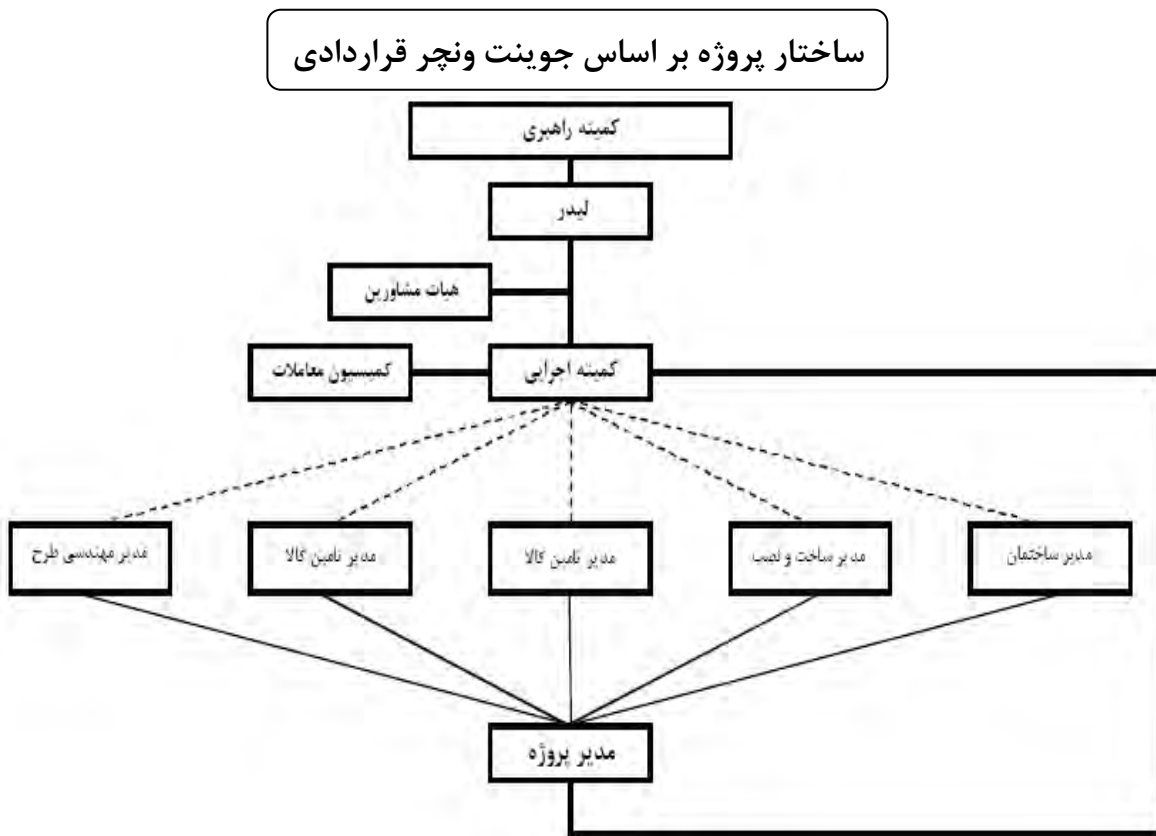 ساختار پروژه بر اساس جوینت ونچر قراردادی
کمیته راهبری
لیدر
هیات مشاورین
کمیته اجرایی
کمیسیون معاملات
مدیر ساختمان
مدیر ساخت و نصب
مدیر تامین کالا
مدیر تامین کالا
مدیر مهندسی طرح
مدیر پروژه